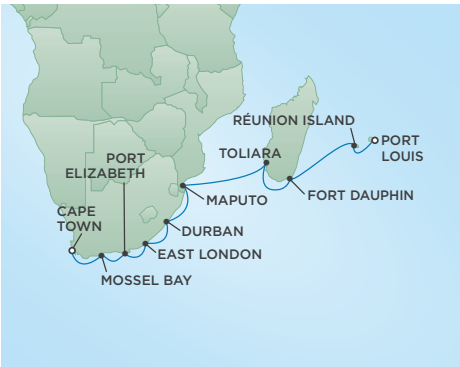 RÉUNION ISLAND
PORT
LOUIS
TOLIARA
PORT
ELIZABETH
FORT DAUPHIN
MAPUTO
CAPE
TOWN
DURBAN
EAST LONDON
MOSSEL BAY